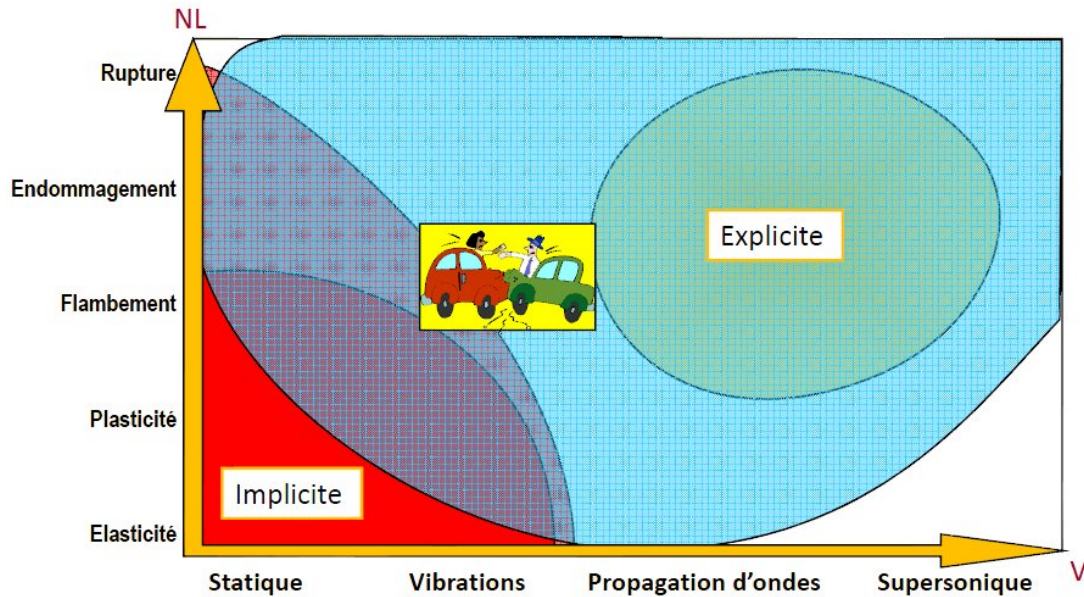 NL
Rupture
Endommagement
Explicite
Flambement
Plasticité
Implicite
Elasticité
V
Statique Vibrations Propagation d'ondes Supersonique